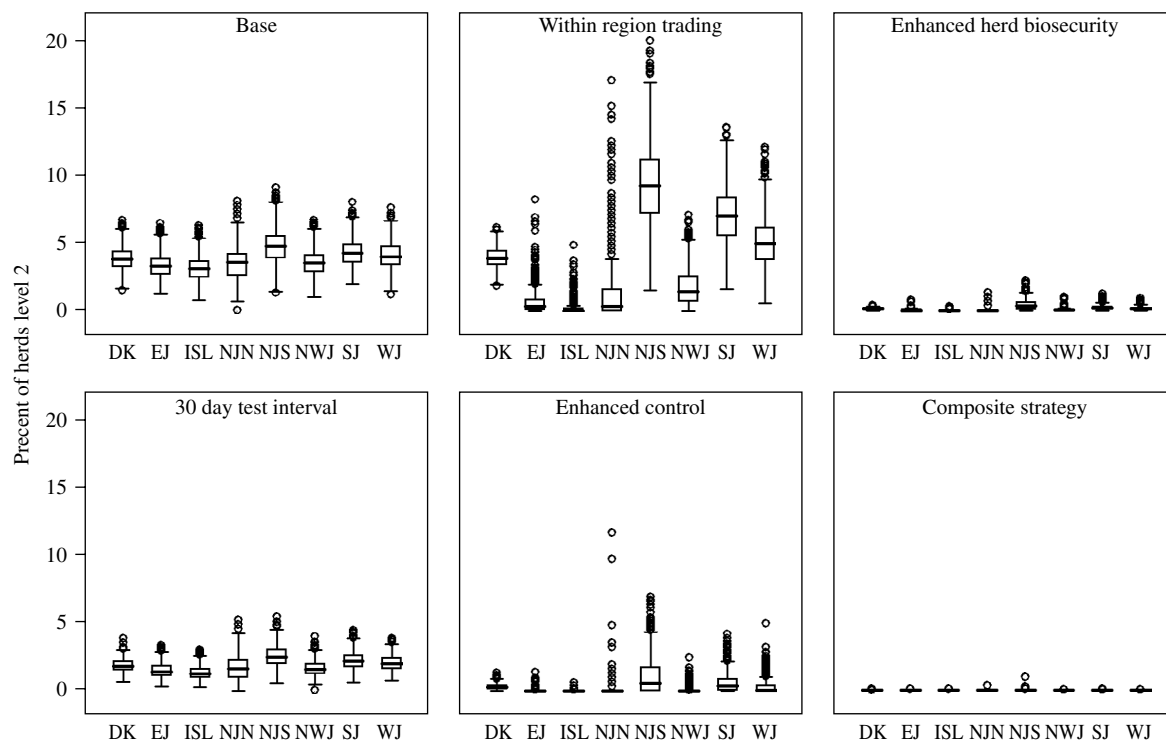 Base
Within region trading
Enhanced herd biosecurity
20
15
10
5
0
DK EJ ISL NJN NJS NWJ SJ WJ
DK EJ ISL NJN NJS NWJ SJ WJ
DK EJ ISL NJN NJS NWJ SJ WJ
Precent of herds level 2
30 day test interval
Enhanced control
Composite strategy
20
15
10
5
0
DK EJ ISL NJN NJS NWJ SJ WJ
DK EJ ISL NJN NJS NWJ SJ WJ
DK EJ ISL NJN NJS NWJ SJ WJ